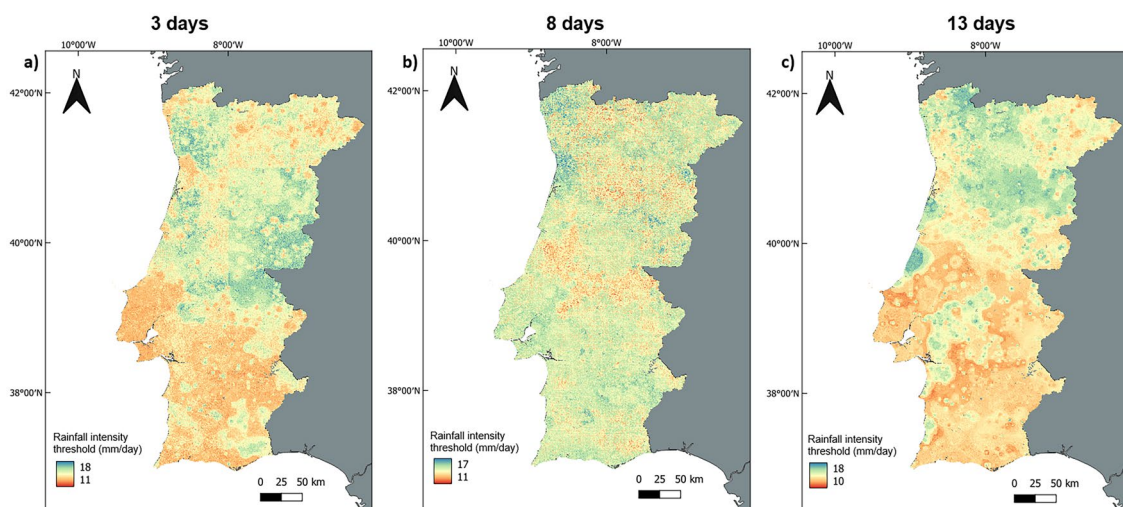 3 days
8 days
13 days
10°00'W
8°00'W
10°00'W
8°00'W
10°00'W
8°00'W
a)
N
b)
N
c)
N
42°00'N
42°00'N
42°00'N
40°00'N
40°00'N
40°00'N
38°00'N
38°00'N
38°00'N
Rainfall intensity
threshold (mm/day)
18
11
0 25 50 km
Rainfall intensity
threshold (mm/day)
17
11
0 25 50 km
Rainfall intensity
threshold (mm/day)
18
10
0 25 50 km